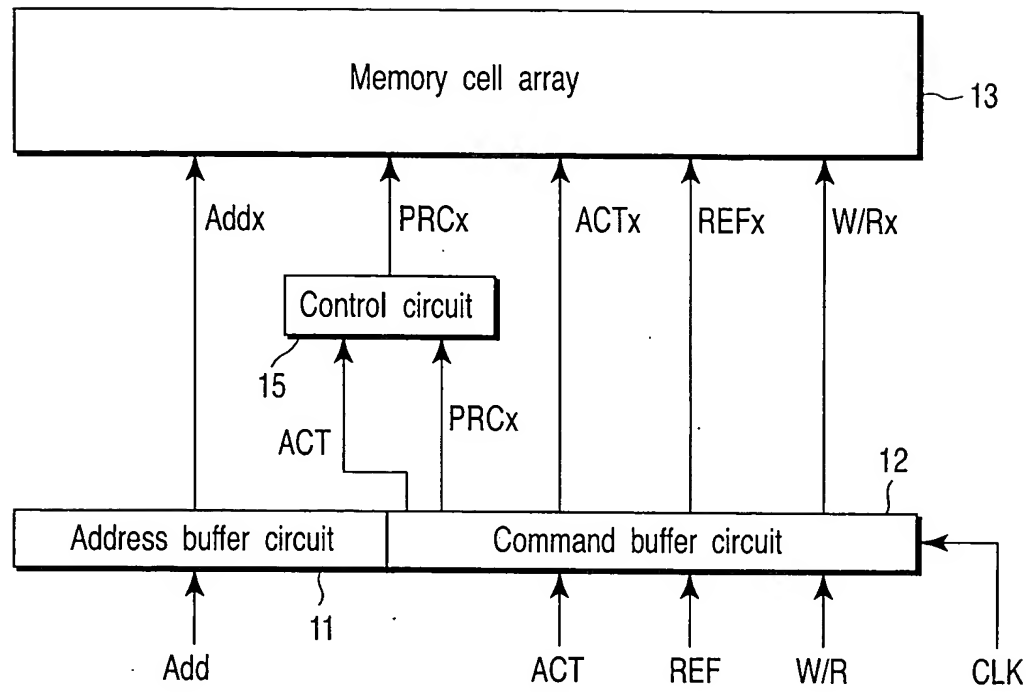 Memory cell array
13
Addx
PRCx
ACTx
REFx
W/Rx
Control circuit
15
ACT
PRCx
12
Address buffer circuit
Command buffer circuit
11
Add
ACT
REF
W/R
CLK